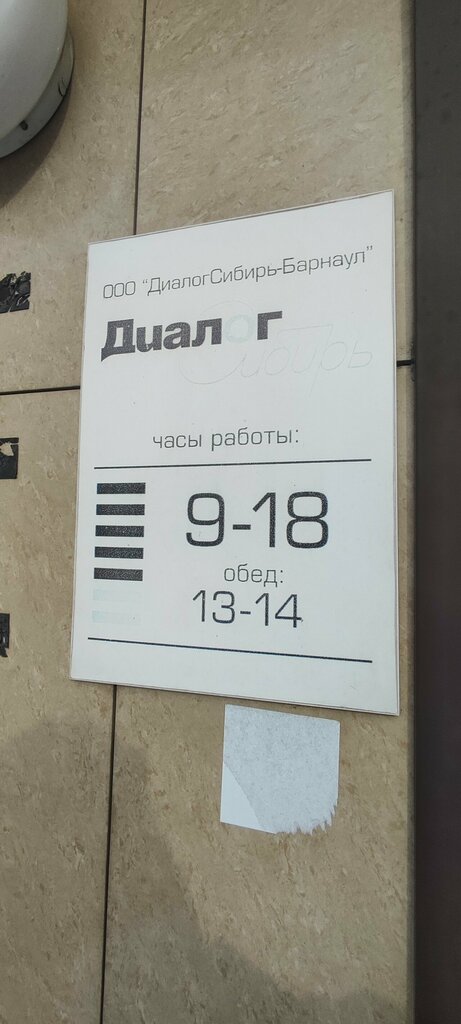 ООО "ДиалогСибирь-Барнаул"
Диалог
Сибирь
часы работы:
9-18
обед:
13-14